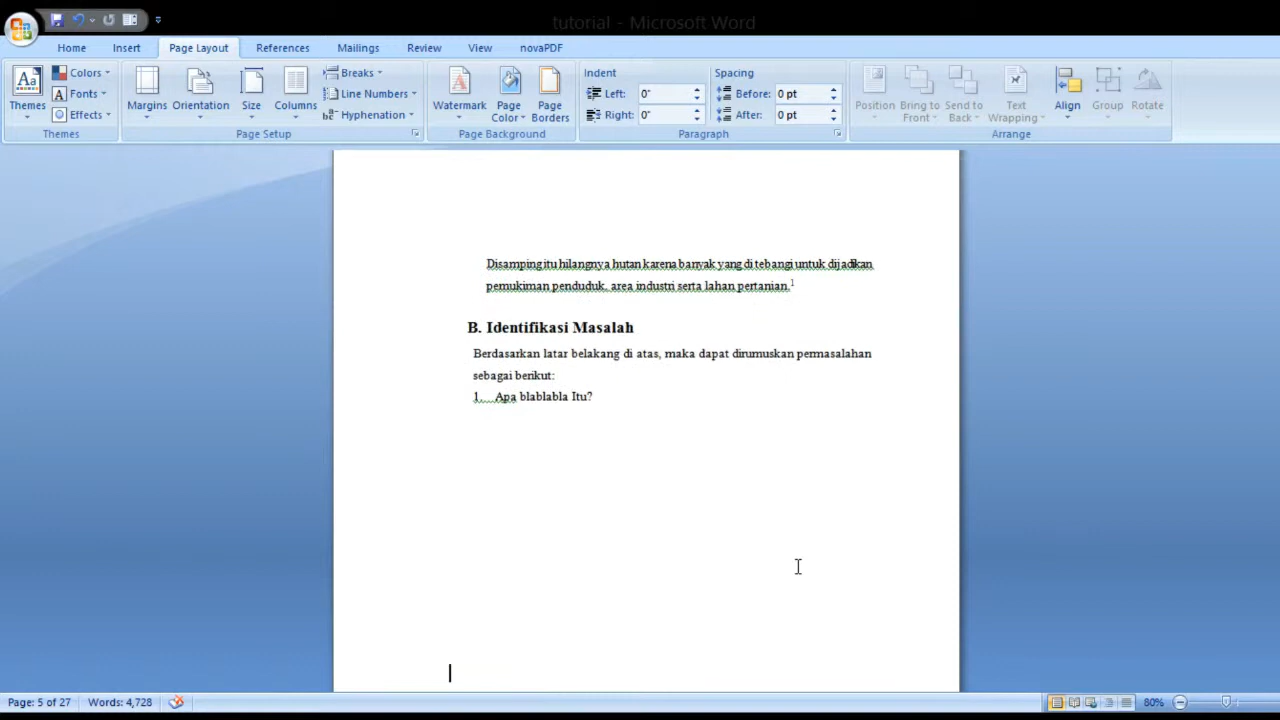 tutorial - Microsoft Word
Home Insert Page Layout References Mailings Review View novaPDF
Themes
Colors
Fonts
Effects
Themes
Margins
Orientation
Size
Columns
Breaks
Line Numbers
Hyphenation
Page Setup
Watermark
Page Color
Page Borders
Page Background
Indent
Left: 0"
Right: 0"
Spacing
Before: 0 pt
After: 0 pt
Paragraph
Position
Bring to Front
Send to Back
Text Wrapping
Align
Group
Rotate
Arrange
Disamping itu hilangnya hutan karena banyak yang di tebangi untuk dijadikan
pemukiman penduduk, area industri serta lahan pertanian.1
B. Identifikasi Masalah
Berdasarkan latar belakang di atas, maka dapat dirumuskan permasalahan
sebagai berikut:
1. Apa blablabla Itu?
Page: 5 of 27 Words: 4,728 80%